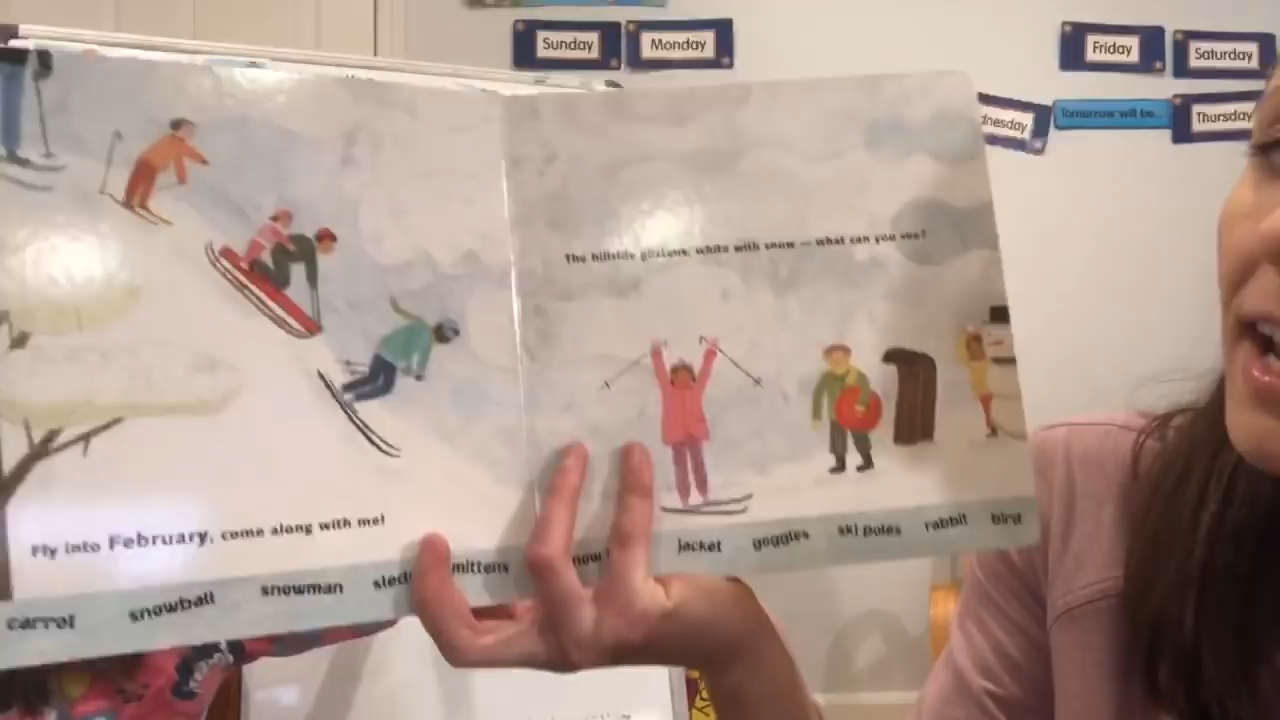 Sunday
Monday
Friday
Saturday
Tomorrow will be...
Thursday
The hillside glistens, white with snow — what can you see?
Fly into February, come along with me!
carrot snowball snowman sled mittens jacket goggles ski poles rabbit bird